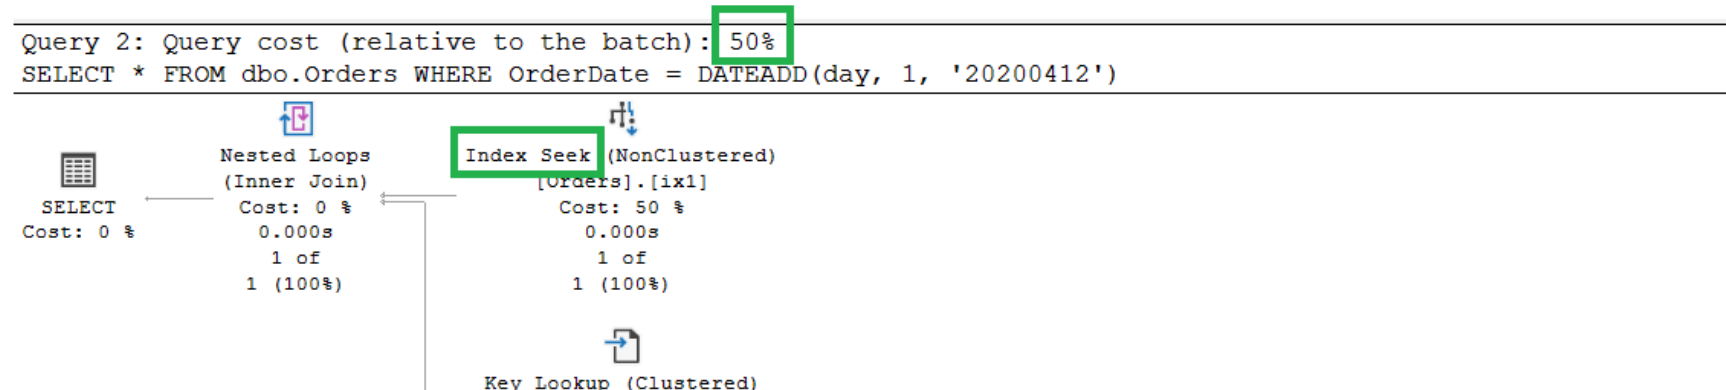 Query 2: Query cost (relative to the batch): 50%
SELECT * FROM dbo.Orders WHERE OrderDate = DATEADD(day, 1, '20200412')
SELECT
Cost: 0 %
Nested Loops
(Inner Join)
Cost: 0 %
0.000s
1 of
1 (100%)
Index Seek (NonClustered)
[Orders].[ix1]
Cost: 50 %
0.000s
1 of
1 (100%)
Key Lookup (Clustered)